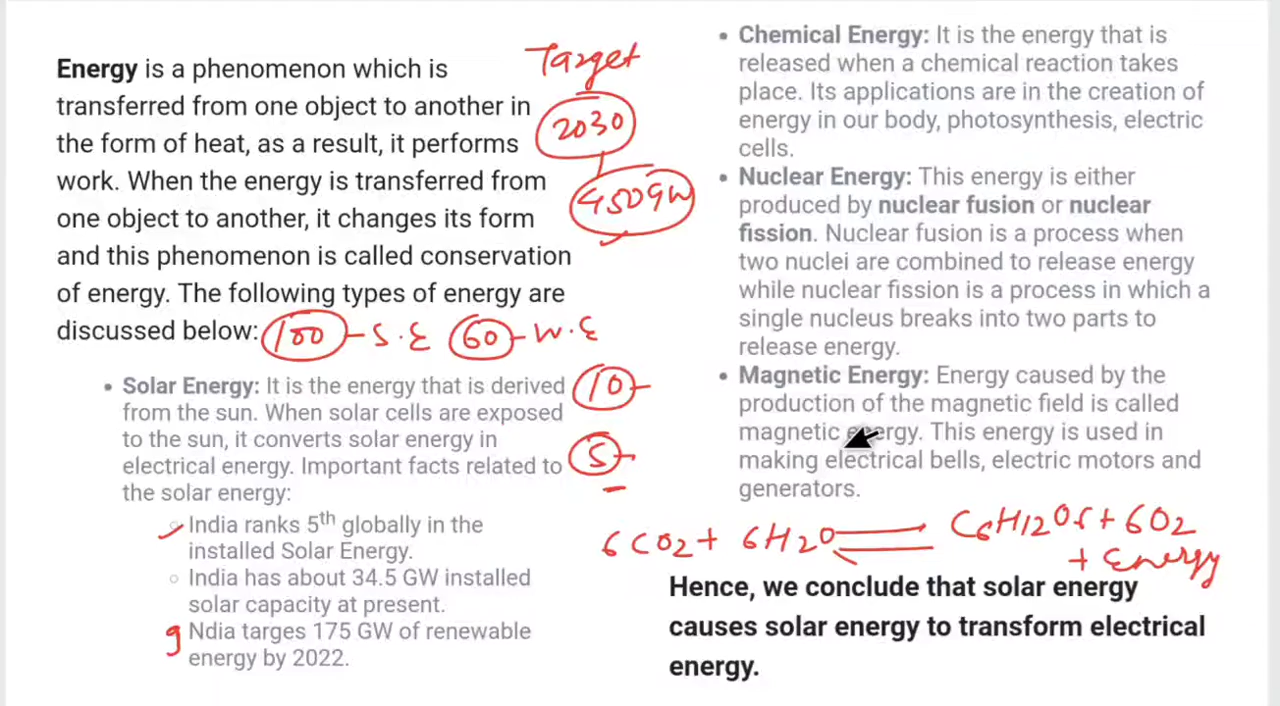 Energy is a phenomenon which is
transferred from one object to another in
the form of heat, as a result, it performs
work. When the energy is transferred from
one object to another, it changes its form
and this phenomenon is called conservation
of energy. The following types of energy are
discussed below:
100 - S.E 60 - W.E
Target
2030
450GW
10 -
5 -
• Solar Energy: It is the energy that is derived
from the sun. When solar cells are exposed
to the sun, it converts solar energy in
electrical energy. Important facts related to
the solar energy:
India ranks 5th globally in the
installed Solar Energy.
India has about 34.5 GW installed
solar capacity at present.
Ndia targes 175 GW of renewable
energy by 2022.
• Chemical Energy: It is the energy that is
released when a chemical reaction takes
place. Its applications are in the creation of
energy in our body, photosynthesis, electric
cells.
• Nuclear Energy: This energy is either
produced by nuclear fusion or nuclear
fission. Nuclear fusion is a process when
two nuclei are combined to release energy
while nuclear fission is a process in which a
single nucleus breaks into two parts to
release energy.
• Magnetic Energy: Energy caused by the
production of the magnetic field is called
magnetic energy. This energy is used in
making electrical bells, electric motors and
generators.
6CO2 + 6H2O ⇌ C6H12O6 + 6O2
+ Energy
Hence, we conclude that solar energy
causes solar energy to transform electrical
energy.